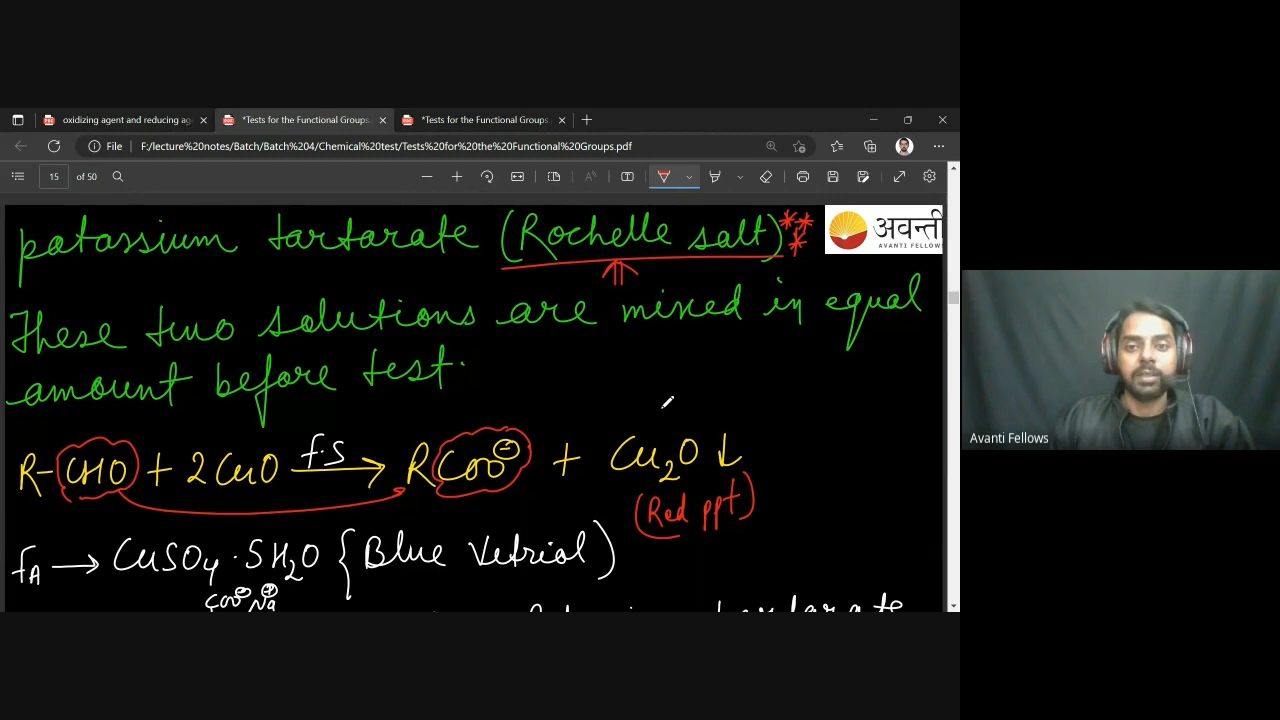 oxidizing agent and reducing ag
*Tests for the Functional Groups.
*Tests for the Functional Groups.
File F:/lecture%20notes/Batch/Batch%204/Chemical%20test/Tests%20for%20the%20Functional%20Groups.pdf
15 of 50
potassium tartarate (Rochelle salt)***
अवन्ती
AVANTI FELLOWS
These two solutions are mixed in equal
amount before test.
R-CHO + 2CuO f.S → RCOO⊖ + Cu2O ↓
(Red ppt)
fA → CuSO4 · 5H2O {Blue Vetriol)
COO⊖ Na⊕
tartarate
Avanti Fellows